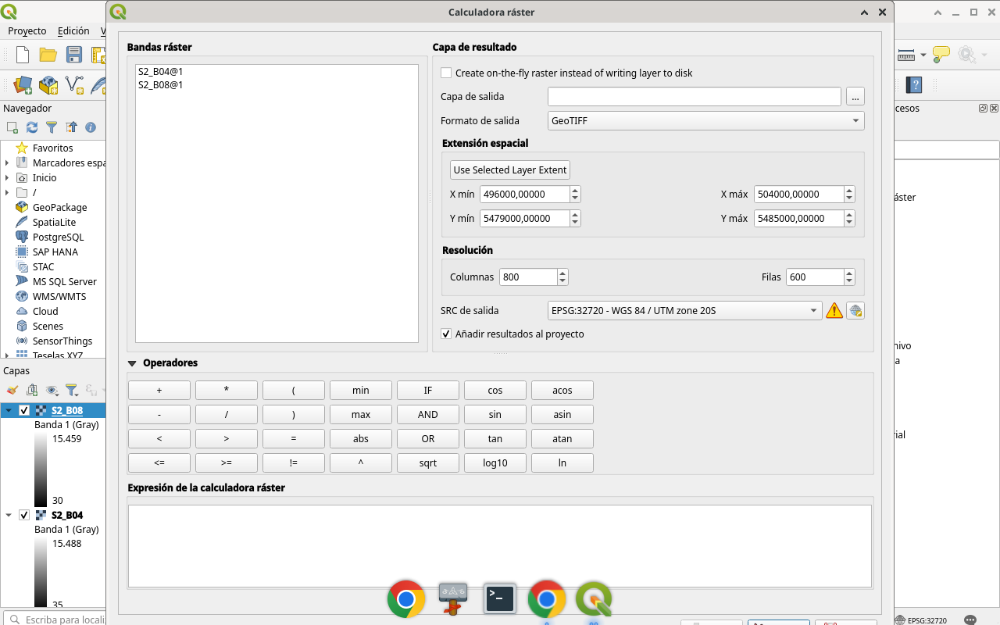 Calculadora ráster
Proyecto Edición V
Navegador
Favoritos
Marcadores espa
Inicio
/
GeoPackage
SpatiaLite
PostgreSQL
SAP HANA
STAC
MS SQL Server
WMS/WMTS
Cloud
Scenes
SensorThings
Teselas XYZ
Capas
S2_B08
Banda 1 (Gray)
15.459
30
S2_B04
Banda 1 (Gray)
15.488
35
Escriba para locali
Bandas ráster
S2_B04@1
S2_B08@1
Capa de resultado
Create on-the-fly raster instead of writing layer to disk
Capa de salida ...
Formato de salida GeoTIFF
Extensión espacial
Use Selected Layer Extent
X mín 496000,00000 X máx 504000,00000
Y mín 5479000,00000 Y máx 5485000,00000
Resolución
Columnas 800 Filas 600
SRC de salida EPSG:32720 - WGS 84 / UTM zone 20S
Añadir resultados al proyecto
Operadores
+ * ( min IF cos acos
- / ) max AND sin asin
< > = abs OR tan atan
<= >= != ^ sqrt log10 ln
Expresión de la calculadora ráster
cesos
áster
nivo
a
rial
EPSG:32720